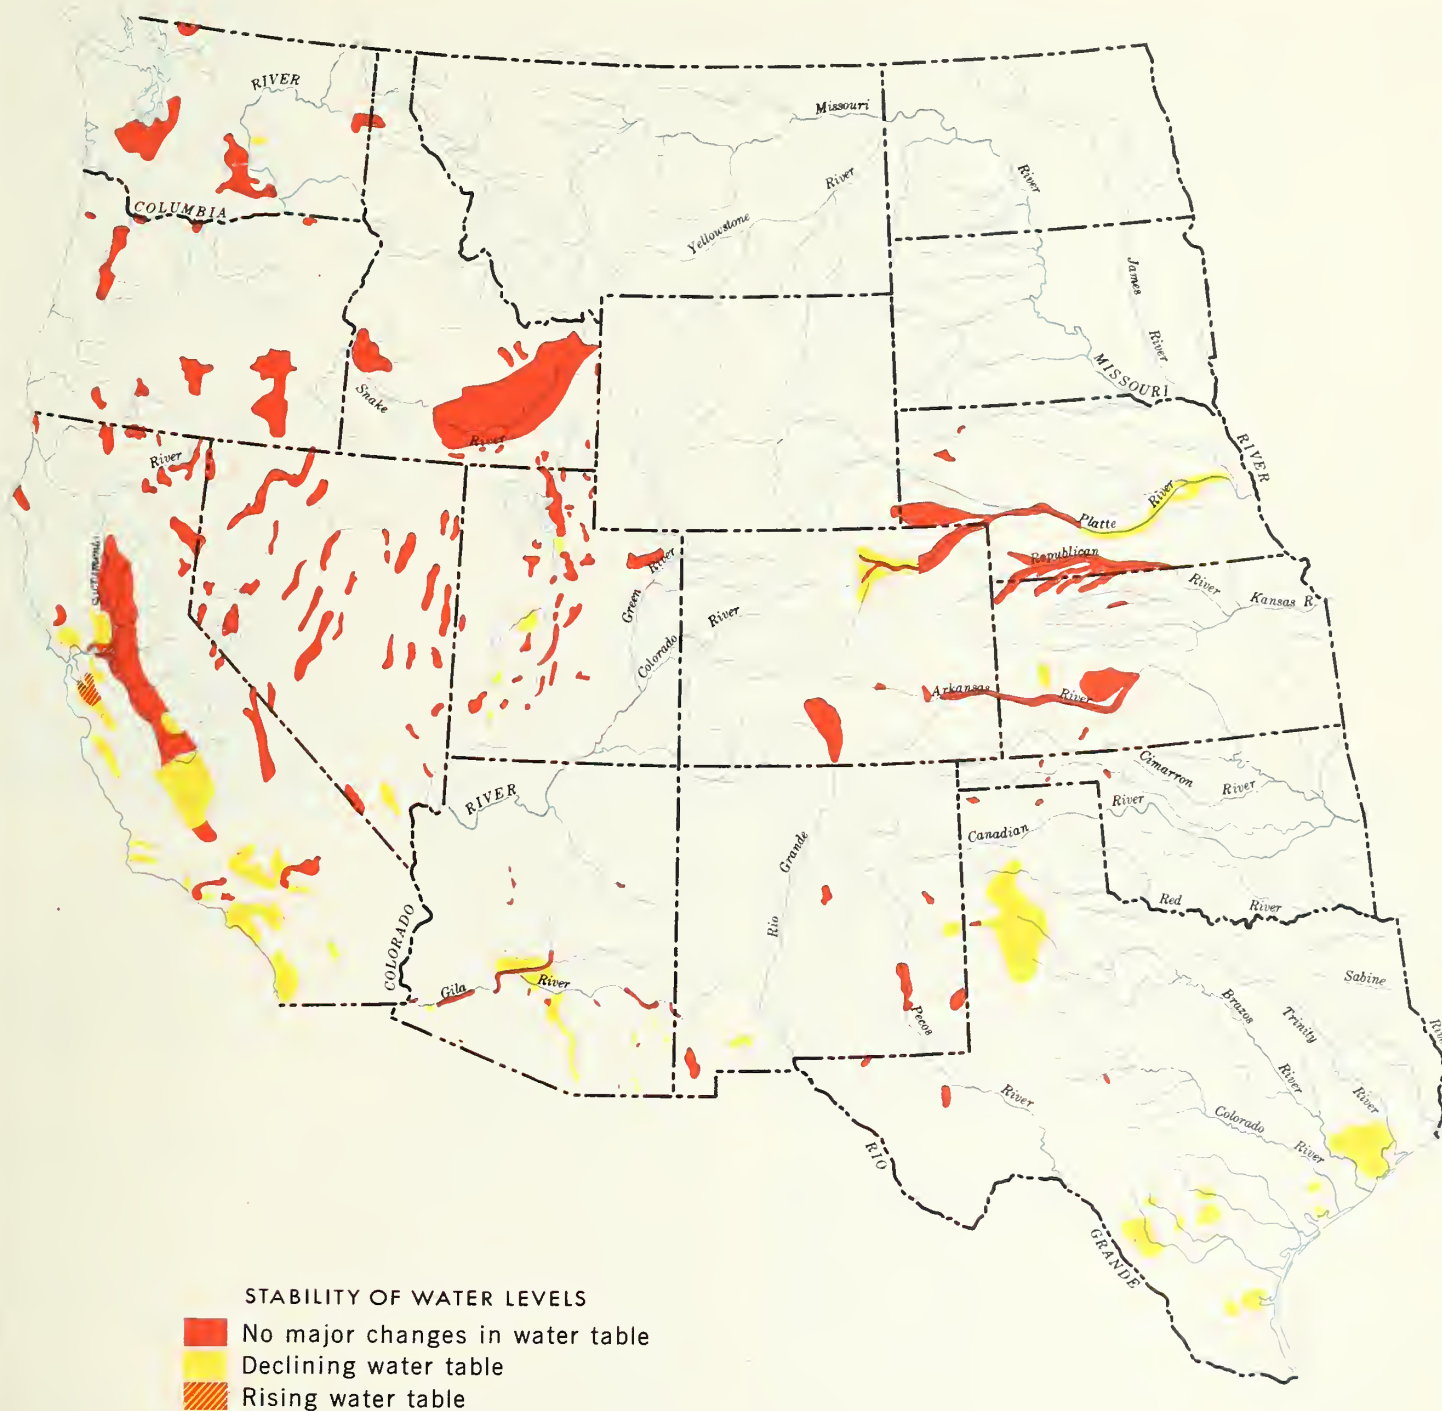 RIVER
Missouri
River
COLUMBIA
Yellowstone
River
James
River
MISSOURI
RIVER
Snake
River
River
Sacramento
Platte
River
Republican
River
Kansas R.
Green
River
Colorado
River
Arkansas
River
Cimarron
River
RIVER
Canadian
River
Rio
Grande
Red
River
COLORADO
Gila
River
Pecos
River
Brazos
River
Trinity
River
Sabine
Colorado
River
RIO
GRANDE
STABILITY OF WATER LEVELS
No major changes in water table
Declining water table
Rising water table